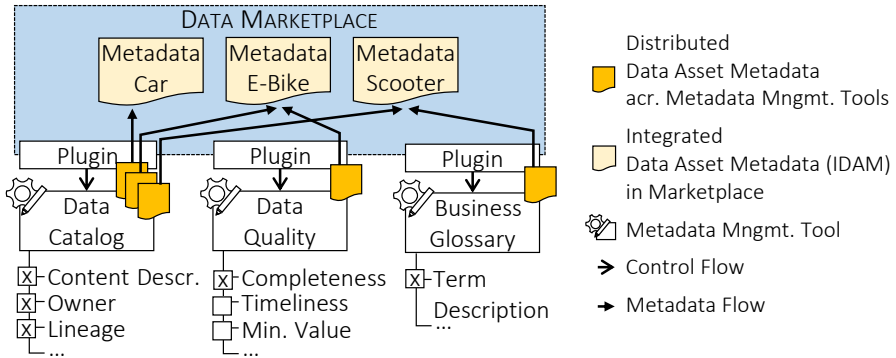 DATA MARKETPLACE
Metadata
Car
Metadata
E-Bike
Metadata
Scooter
Plugin
Plugin
Plugin
Data
Catalog
Data
Quality
Business
Glossary
X Content Descr.
X Owner
X Lineage
...
X Completeness
Timeliness
Min. Value
...
X Term
Description
...
Distributed
Data Asset Metadata
acr. Metadata Mngmt. Tools
Integrated
Data Asset Metadata (IDAM)
in Marketplace
Metadata Mngmt. Tool
Control Flow
Metadata Flow